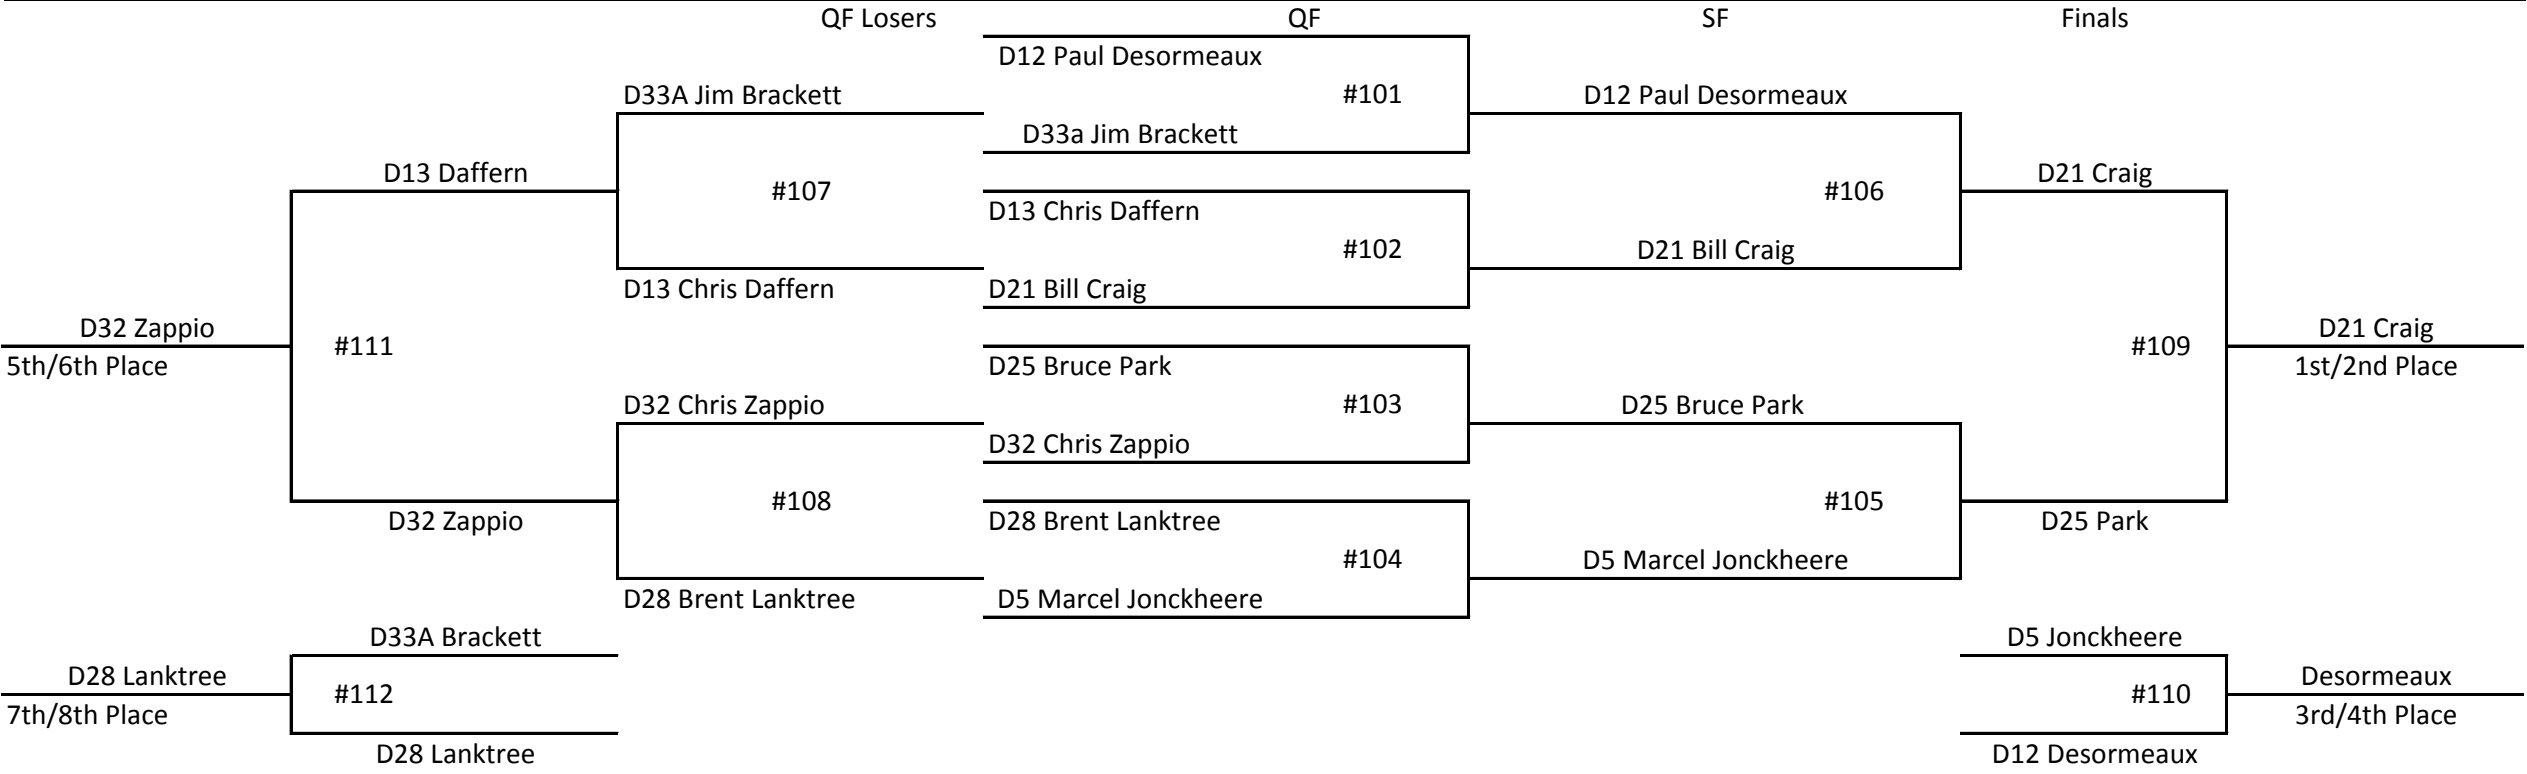 QF Losers QF SF Finals
D12 Paul Desormeaux
D33A Jim Brackett #101 D12 Paul Desormeaux
D33a Jim Brackett
D13 Daffern D21 Craig
#107 #106
D13 Chris Daffern
#102 D21 Bill Craig
D13 Chris Daffern D21 Bill Craig
D32 Zappio D21 Craig
#111 #109
5th/6th Place D25 Bruce Park 1st/2nd Place
D32 Chris Zappio #103 D25 Bruce Park
D32 Chris Zappio
#108 #105
D32 Zappio D28 Brent Lanktree D25 Park
#104 D5 Marcel Jonckheere
D28 Brent Lanktree D5 Marcel Jonckheere
D33A Brackett D5 Jonckheere
D28 Lanktree Desormeaux
#112 #110
7th/8th Place 3rd/4th Place
D28 Lanktree D12 Desormeaux